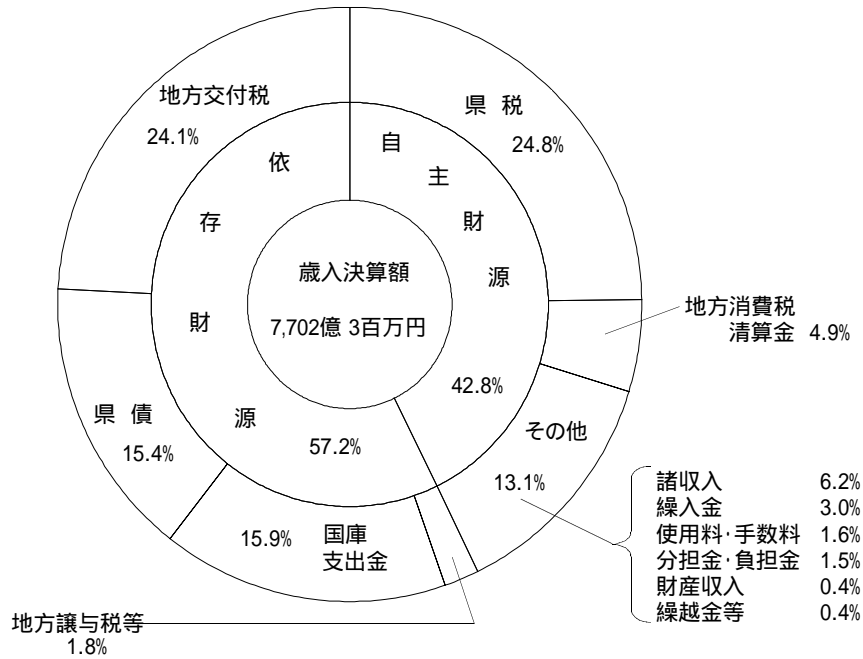 地方交付税
24.1%
県税
24.8%
依存財源
57.2%
自主財源
42.8%
歳入決算額
7,702億3百万円
地方消費税
清算金 4.9%
県債
15.4%
その他
13.1%
諸収入 6.2%
繰入金 3.0%
使用料・手数料 1.6%
分担金・負担金 1.5%
財産収入 0.4%
繰越金等 0.4%
15.9% 国庫
支出金
地方譲与税等
1.8%